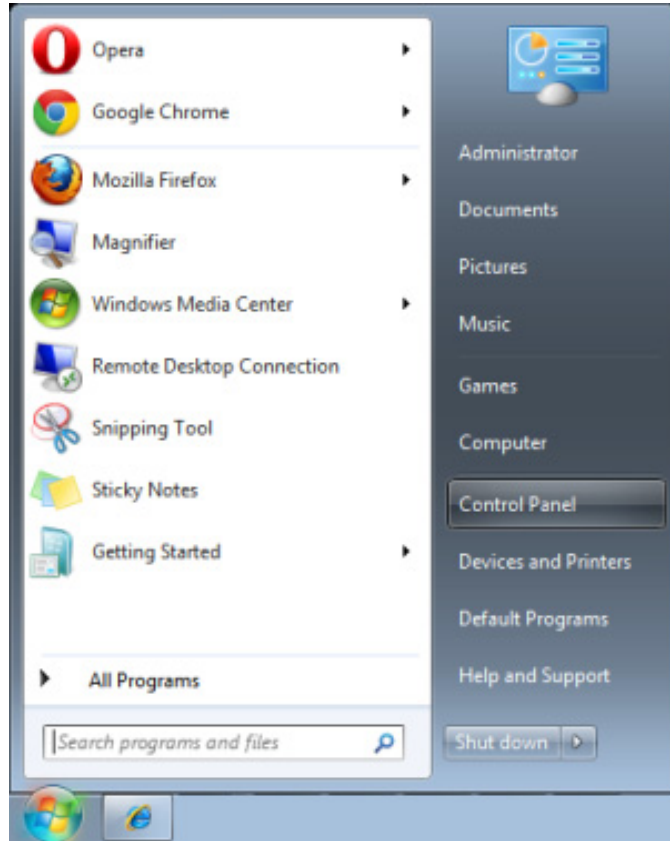 Opera
Google Chrome
Mozilla Firefox
Magnifier
Windows Media Center
Remote Desktop Connection
Snipping Tool
Sticky Notes
Getting Started
All Programs
Search programs and files
Administrator
Documents
Pictures
Music
Games
Computer
Control Panel
Devices and Printers
Default Programs
Help and Support
Shut down